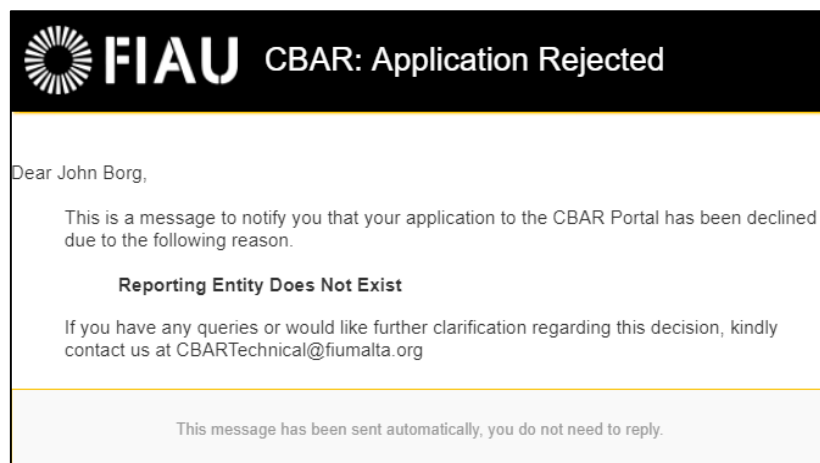 FIAU CBAR: Application Rejected
Dear John Borg,
This is a message to notify you that your application to the CBAR Portal has been declined
due to the following reason.
Reporting Entity Does Not Exist
If you have any queries or would like further clarification regarding this decision, kindly
contact us at CBARTechnical@fiumalta.org
This message has been sent automatically, you do not need to reply.